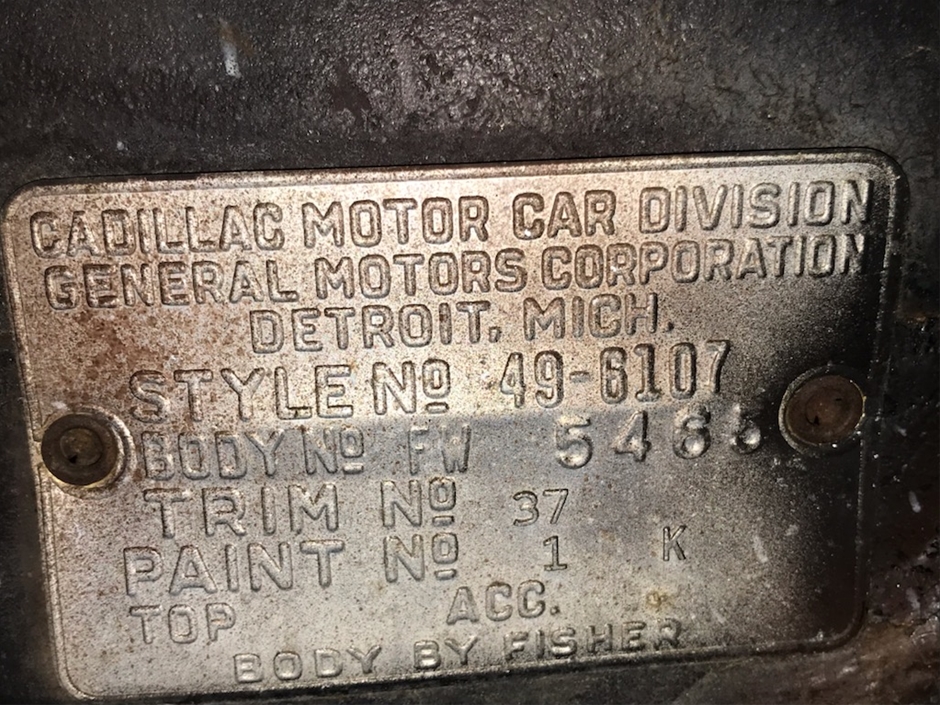 CADILLAC MOTOR CAR DIVISION
GENERAL MOTORS CORPORATION
DETROIT, MICH.
STYLE Nº 49-6107
BODY Nº FW 5465
TRIM Nº 37
PAINT Nº 1 K
TOP ACC.
BODY BY FISHER